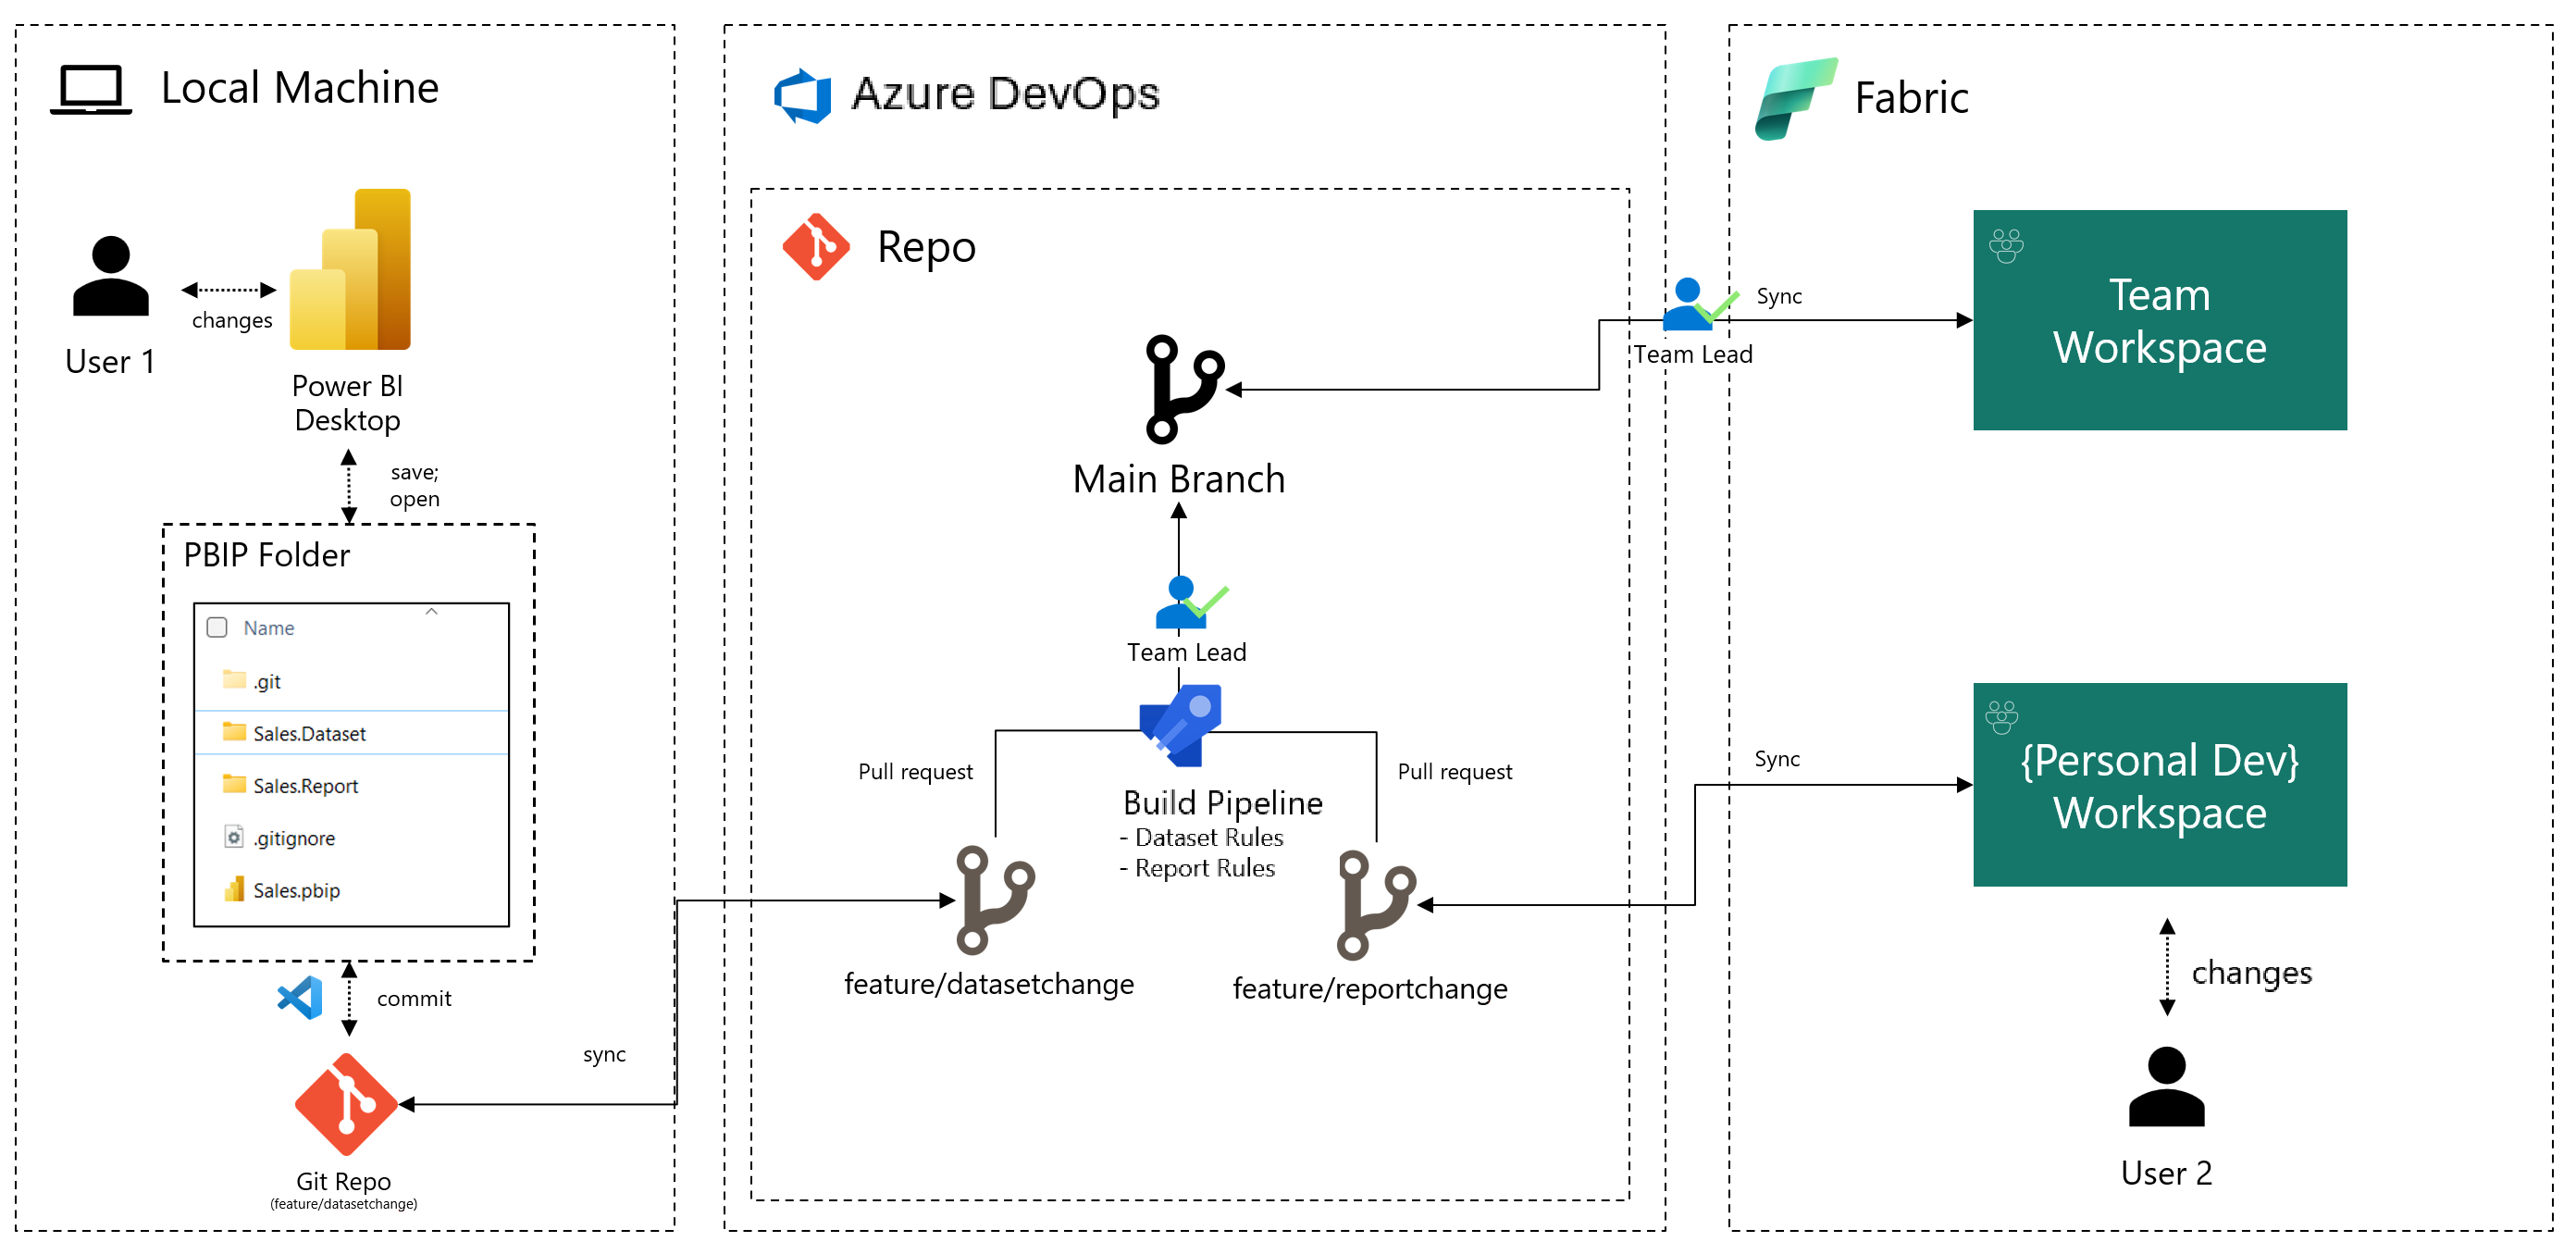 Local Machine
User 1
changes
Power BI
Desktop
save;
open
PBIP Folder
Name
.git
Sales.Dataset
Sales.Report
.gitignore
Sales.pbip
commit
Git Repo
(feature/datasetchange)
sync
Azure DevOps
Repo
Main Branch
Team Lead
Pull request
Pull request
Build Pipeline
- Dataset Rules
- Report Rules
feature/datasetchange
feature/reportchange
Team Lead
Sync
Fabric
Team
Workspace
Sync
{Personal Dev}
Workspace
changes
User 2